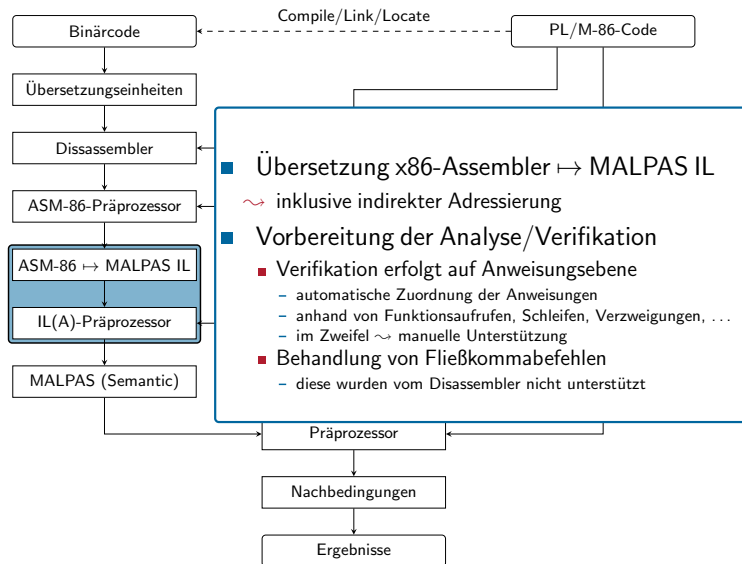 Compile/Link/Locate
Binärcode
PL/M-86-Code
Übersetzungseinheiten
Dissassembler
ASM-86-Präprozessor
ASM-86 ↦ MALPAS IL
IL(A)-Präprozessor
MALPAS (Semantic)
Übersetzung x86-Assembler ↦ MALPAS IL
⇝ inklusive indirekter Adressierung
Vorbereitung der Analyse/Verifikation
Verifikation erfolgt auf Anweisungsebene
– automatische Zuordnung der Anweisungen
– anhand von Funktionsaufrufen, Schleifen, Verzweigungen, ...
– im Zweifel ⇝ manuelle Unterstützung
Behandlung von Fließkommabefehlen
– diese wurden vom Disassembler nicht unterstützt
Präprozessor
Nachbedingungen
Ergebnisse